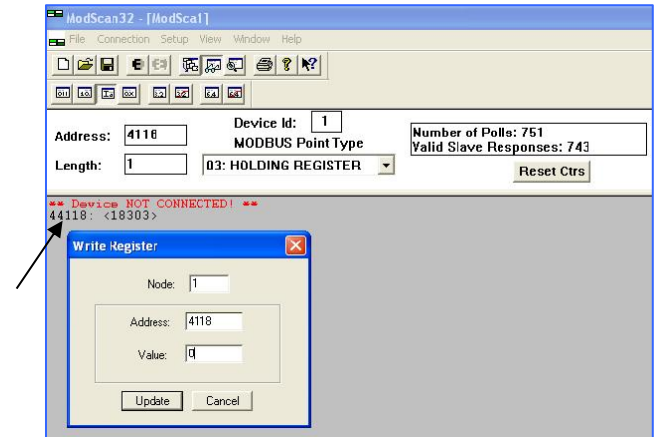 ModScan32 - [ModSca1]
File Connection Setup View Window Help
Address: 4118
Device Id: 1
MODBUS Point Type
Length: 1
03: HOLDING REGISTER
Number of Polls: 751
Valid Slave Responses: 743
Reset Ctrs
** Device NOT CONNECTED! **
44118: <18303>
Write Register
Node: 1
Address: 4118
Value: 0
Update Cancel